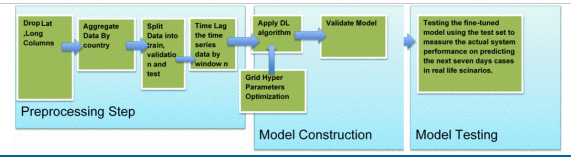 Drop Lat
,Long
Columns
Aggregate
Data By
country
Split
Data into
train,
validatio
n and
test
Time Lag
the time
series
data by
window n
Apply DL
algorithm
Validate Model
Grid Hyper
Parameters
Optimization
Testing the fine-tuned
model using the test set to
measure the actual system
performance on predicting
the next seven days cases
in real life scinarios.
Preprocessing Step
Model Construction
Model Testing